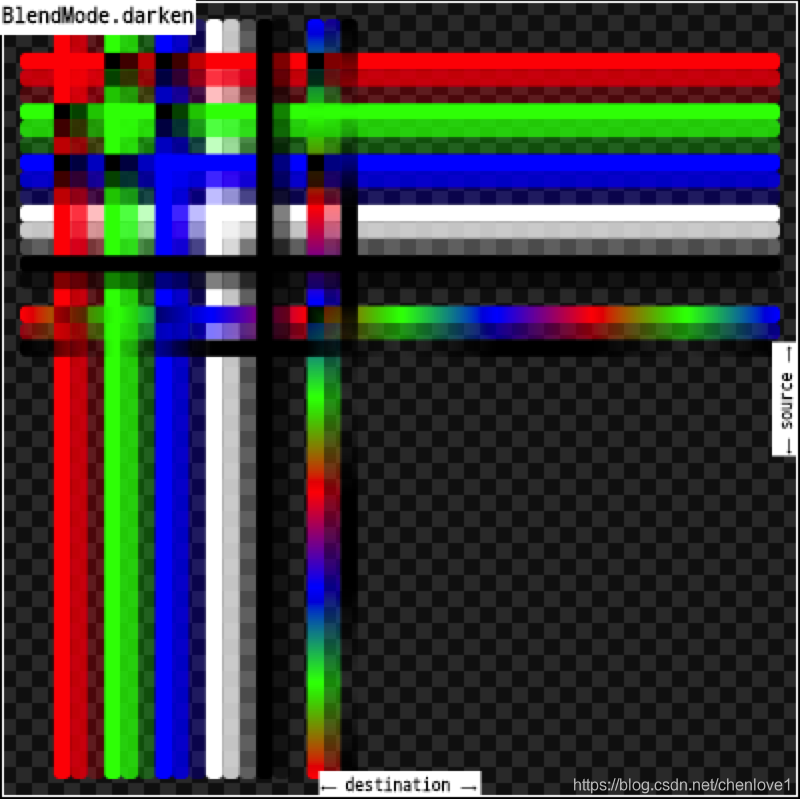 BlendMode.darken
← source →
← destination →
https://blog.csdn.net/chenlove1